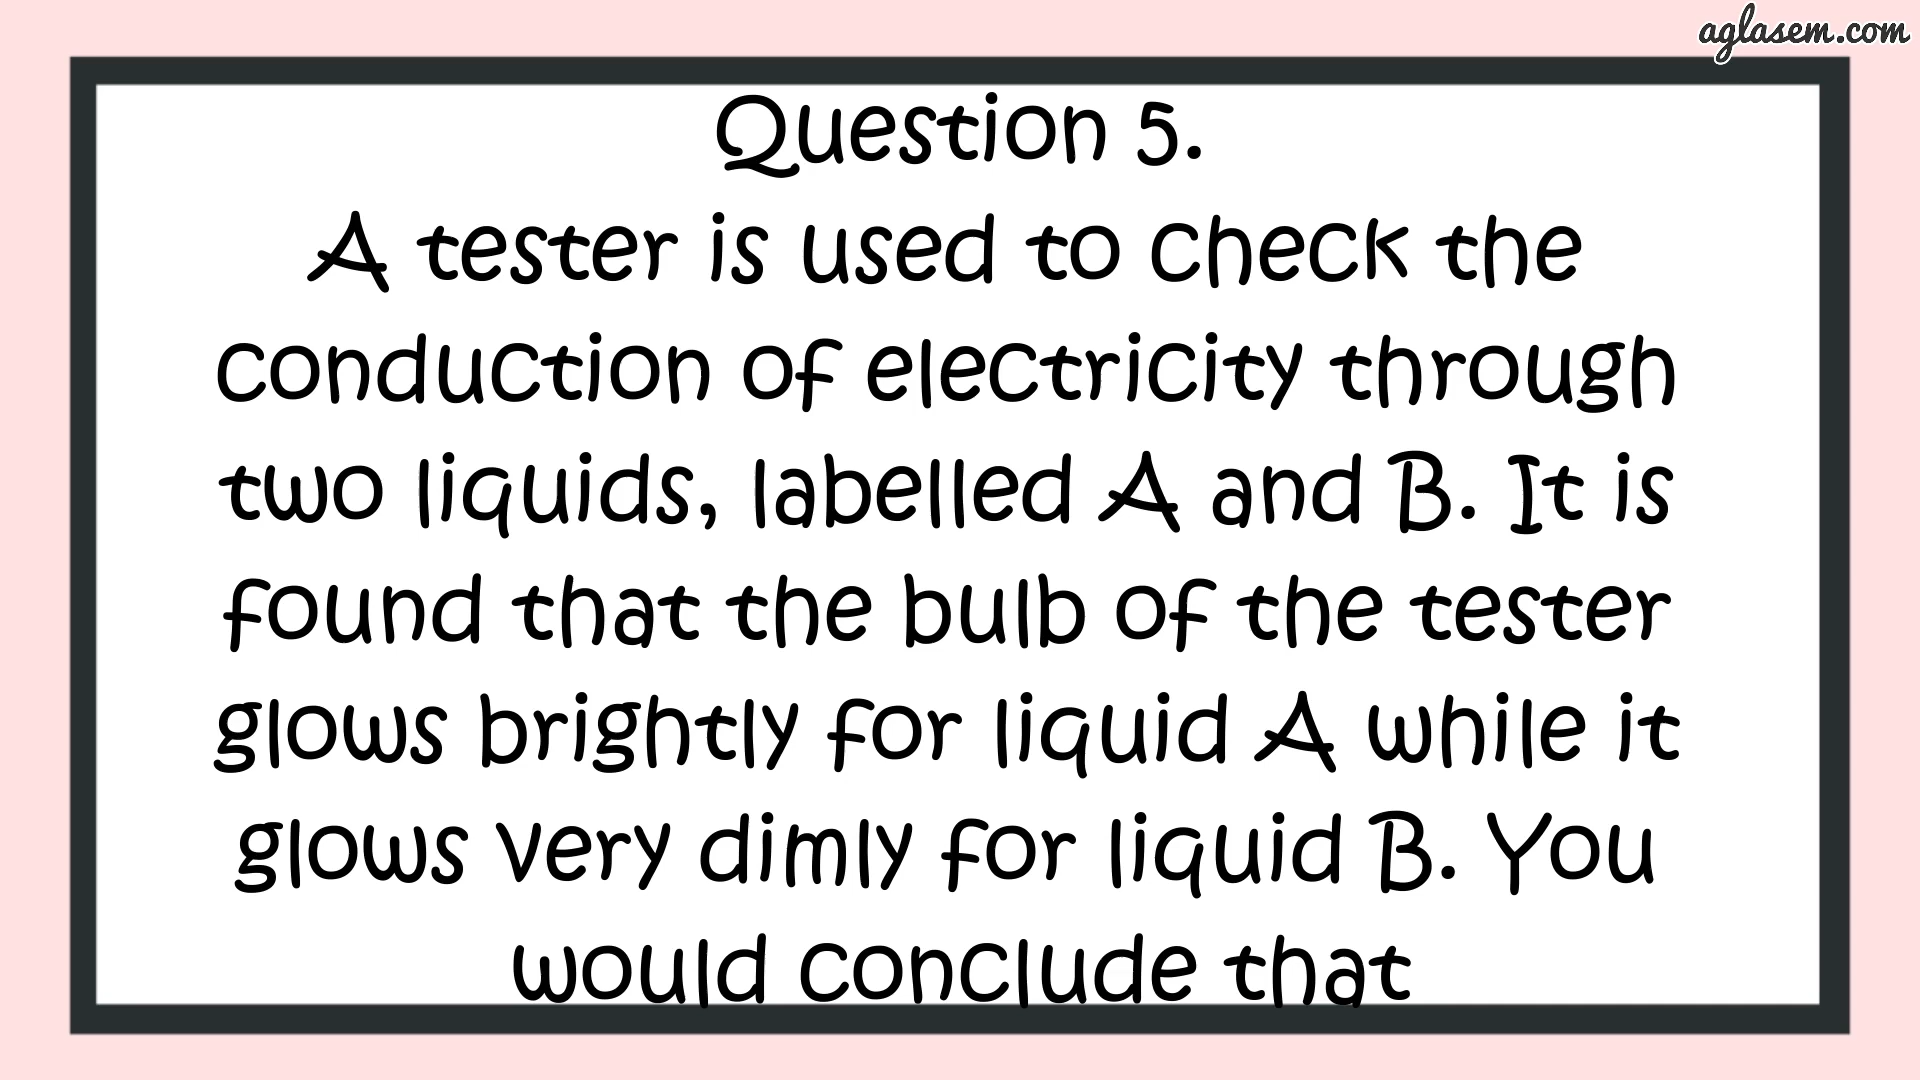 aglasem.com
Question 5.
A tester is used to check the
conduction of electricity through
two liquids, labelled A and B. It is
found that the bulb of the tester
glows brightly for liquid A while it
glows very dimly for liquid B. You
would conclude that